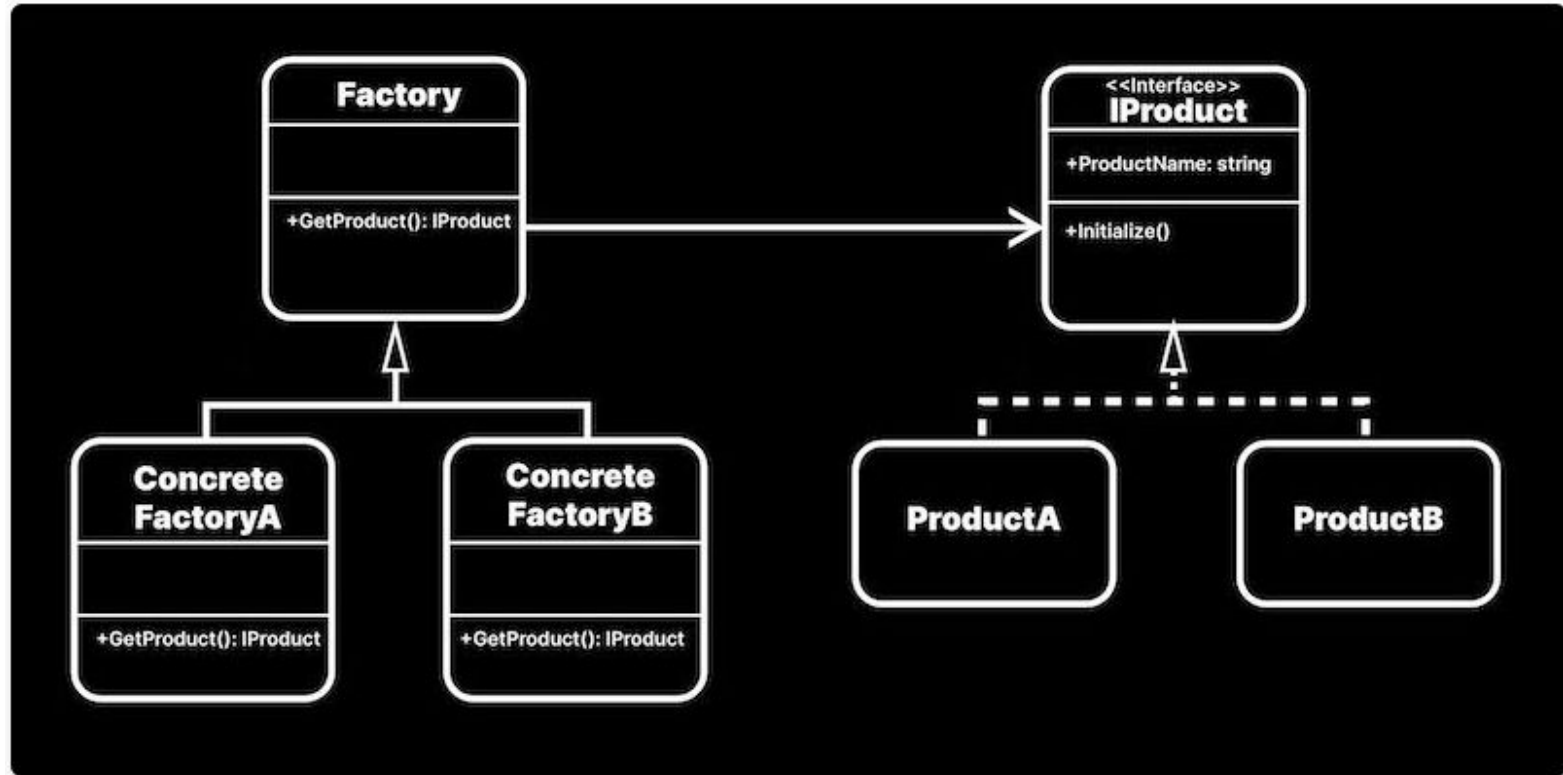 Factory
+GetProduct(): IProduct
<<Interface>>
IProduct
+ProductName: string
+Initialize()
Concrete
FactoryA
+GetProduct(): IProduct
Concrete
FactoryB
+GetProduct(): IProduct
ProductA
ProductB